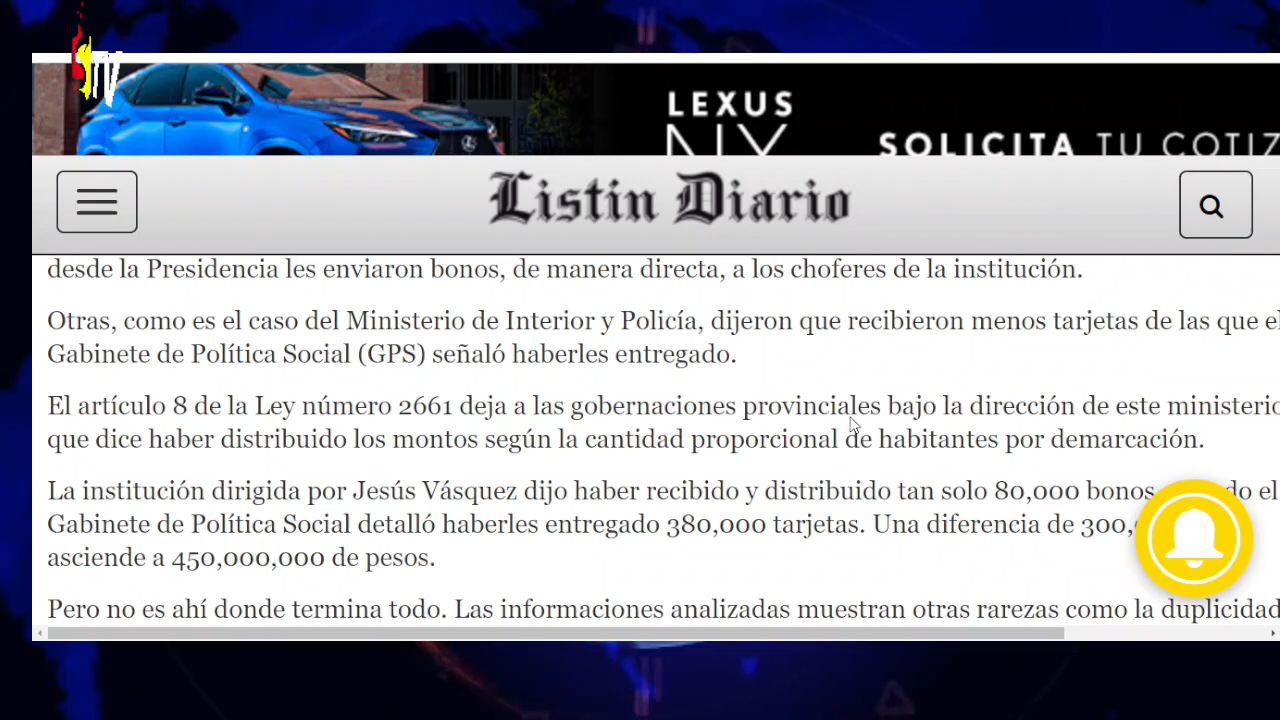 STV
LEXUS
NX
SOLICITA TU COTIZ
Listin Diario
desde la Presidencia les enviaron bonos, de manera directa, a los choferes de la institución.
Otras, como es el caso del Ministerio de Interior y Policía, dijeron que recibieron menos tarjetas de las que el
Gabinete de Política Social (GPS) señaló haberles entregado.
El artículo 8 de la Ley número 2661 deja a las gobernaciones provinciales bajo la dirección de este ministerio
que dice haber distribuido los montos según la cantidad proporcional de habitantes por demarcación.
La institución dirigida por Jesús Vásquez dijo haber recibido y distribuido tan solo 80,000 bonos, do el
Gabinete de Política Social detalló haberles entregado 380,000 tarjetas. Una diferencia de 300,
asciende a 450,000,000 de pesos.
Pero no es ahí donde termina todo. Las informaciones analizadas muestran otras rarezas como la duplicidad